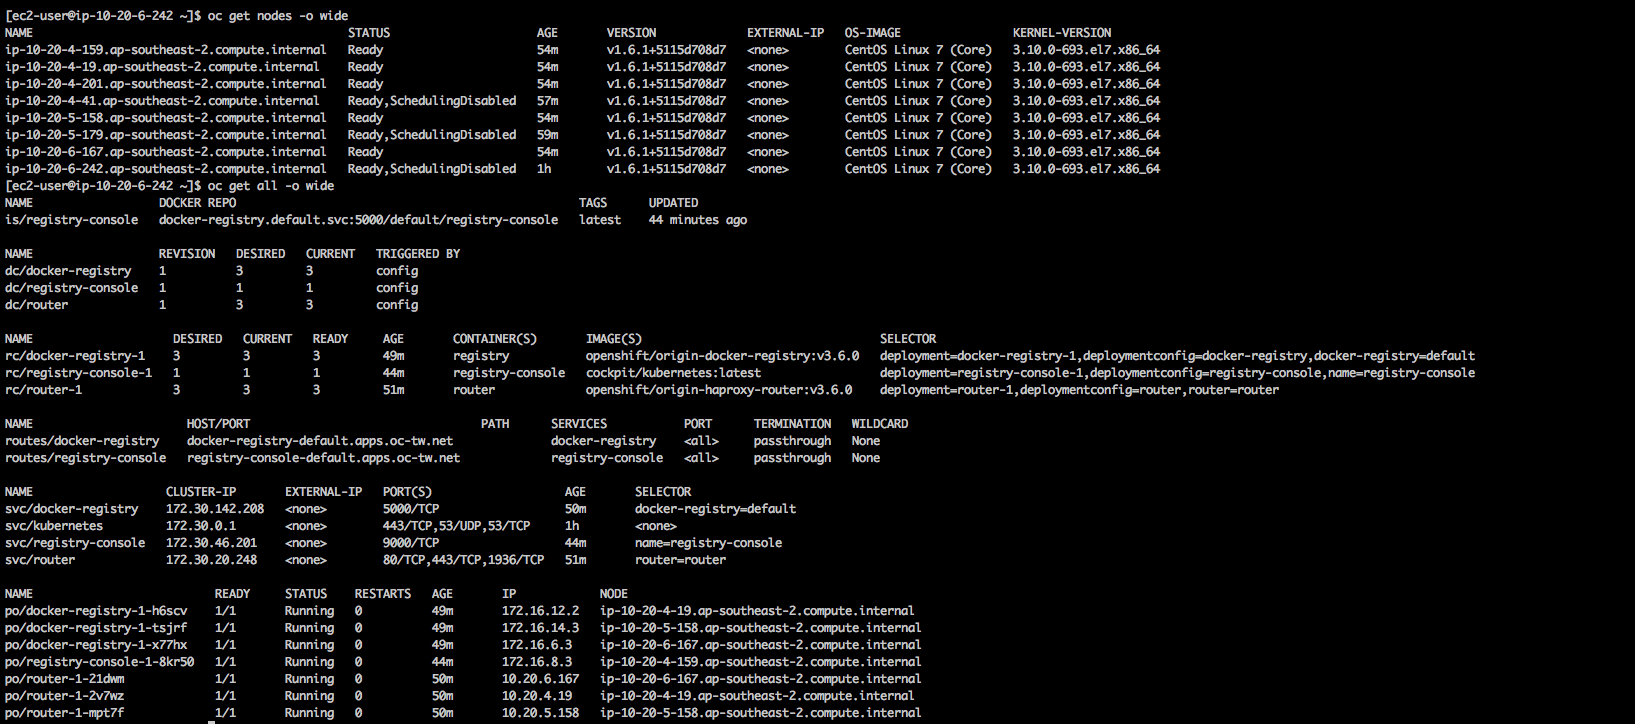 [ec2-user@ip-10-20-6-242 ~]$ oc get nodes -o wide
NAME STATUS AGE VERSION EXTERNAL-IP OS-IMAGE KERNEL-VERSION
ip-10-20-4-159.ap-southeast-2.compute.internal Ready 54m v1.6.1+5115d708d7 <none> CentOS Linux 7 (Core) 3.10.0-693.el7.x86_64
ip-10-20-4-19.ap-southeast-2.compute.internal Ready 54m v1.6.1+5115d708d7 <none> CentOS Linux 7 (Core) 3.10.0-693.el7.x86_64
ip-10-20-4-201.ap-southeast-2.compute.internal Ready 54m v1.6.1+5115d708d7 <none> CentOS Linux 7 (Core) 3.10.0-693.el7.x86_64
ip-10-20-4-41.ap-southeast-2.compute.internal Ready,SchedulingDisabled 57m v1.6.1+5115d708d7 <none> CentOS Linux 7 (Core) 3.10.0-693.el7.x86_64
ip-10-20-5-158.ap-southeast-2.compute.internal Ready 54m v1.6.1+5115d708d7 <none> CentOS Linux 7 (Core) 3.10.0-693.el7.x86_64
ip-10-20-5-179.ap-southeast-2.compute.internal Ready,SchedulingDisabled 59m v1.6.1+5115d708d7 <none> CentOS Linux 7 (Core) 3.10.0-693.el7.x86_64
ip-10-20-6-167.ap-southeast-2.compute.internal Ready 54m v1.6.1+5115d708d7 <none> CentOS Linux 7 (Core) 3.10.0-693.el7.x86_64
ip-10-20-6-242.ap-southeast-2.compute.internal Ready,SchedulingDisabled 1h v1.6.1+5115d708d7 <none> CentOS Linux 7 (Core) 3.10.0-693.el7.x86_64
[ec2-user@ip-10-20-6-242 ~]$ oc get all -o wide
NAME DOCKER REPO TAGS UPDATED
is/registry-console docker-registry.default.svc:5000/default/registry-console latest 44 minutes ago
NAME REVISION DESIRED CURRENT TRIGGERED BY
dc/docker-registry 1 3 3 config
dc/registry-console 1 1 1 config
dc/router 1 3 3 config
NAME DESIRED CURRENT READY AGE CONTAINER(S) IMAGE(S) SELECTOR
rc/docker-registry-1 3 3 3 49m registry openshift/origin-docker-registry:v3.6.0 deployment=docker-registry-1,deploymentconfig=docker-registry,docker-registry=default
rc/registry-console-1 1 1 1 44m registry-console cockpit/kubernetes:latest deployment=registry-console-1,deploymentconfig=registry-console,name=registry-console
rc/router-1 3 3 3 51m router openshift/origin-haproxy-router:v3.6.0 deployment=router-1,deploymentconfig=router,router=router
NAME HOST/PORT PATH SERVICES PORT TERMINATION WILDCARD
routes/docker-registry docker-registry-default.apps.oc-tw.net docker-registry <all> passthrough None
routes/registry-console registry-console-default.apps.oc-tw.net registry-console <all> passthrough None
NAME CLUSTER-IP EXTERNAL-IP PORT(S) AGE SELECTOR
svc/docker-registry 172.30.142.208 <none> 5000/TCP 50m docker-registry=default
svc/kubernetes 172.30.0.1 <none> 443/TCP,53/UDP,53/TCP 1h <none>
svc/registry-console 172.30.46.201 <none> 9000/TCP 44m name=registry-console
svc/router 172.30.20.248 <none> 80/TCP,443/TCP,1936/TCP 51m router=router
NAME READY STATUS RESTARTS AGE IP NODE
po/docker-registry-1-h6scv 1/1 Running 0 49m 172.16.12.2 ip-10-20-4-19.ap-southeast-2.compute.internal
po/docker-registry-1-tsjrf 1/1 Running 0 49m 172.16.14.3 ip-10-20-5-158.ap-southeast-2.compute.internal
po/docker-registry-1-x77hx 1/1 Running 0 49m 172.16.6.3 ip-10-20-6-167.ap-southeast-2.compute.internal
po/registry-console-1-8kr50 1/1 Running 0 44m 172.16.8.3 ip-10-20-4-159.ap-southeast-2.compute.internal
po/router-1-21dwm 1/1 Running 0 50m 10.20.6.167 ip-10-20-6-167.ap-southeast-2.compute.internal
po/router-1-2v7wz 1/1 Running 0 50m 10.20.4.19 ip-10-20-4-19.ap-southeast-2.compute.internal
po/router-1-mpt7f 1/1 Running 0 50m 10.20.5.158 ip-10-20-5-158.ap-southeast-2.compute.internal